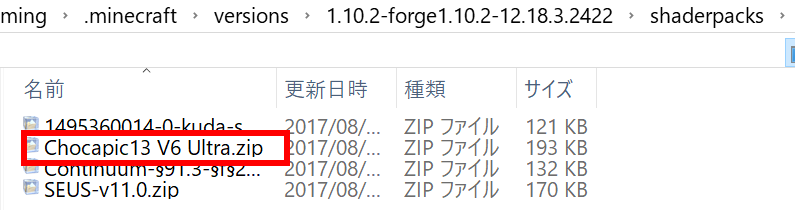 ming > .minecraft > versions > 1.10.2-forge1.10.2-12.18.3.2422 > shaderpacks >
名前 更新日時 種類 サイズ
1495360014-0-kuda-s... 2017/08/... ZIP ファイル 121 KB
Chocapic13 V6 Ultra.zip 2017/08/... ZIP ファイル 193 KB
Continuum-§91.3-§f§2... 2017/08/... ZIP ファイル 132 KB
SEUS-v11.0.zip 2017/08/... ZIP ファイル 170 KB